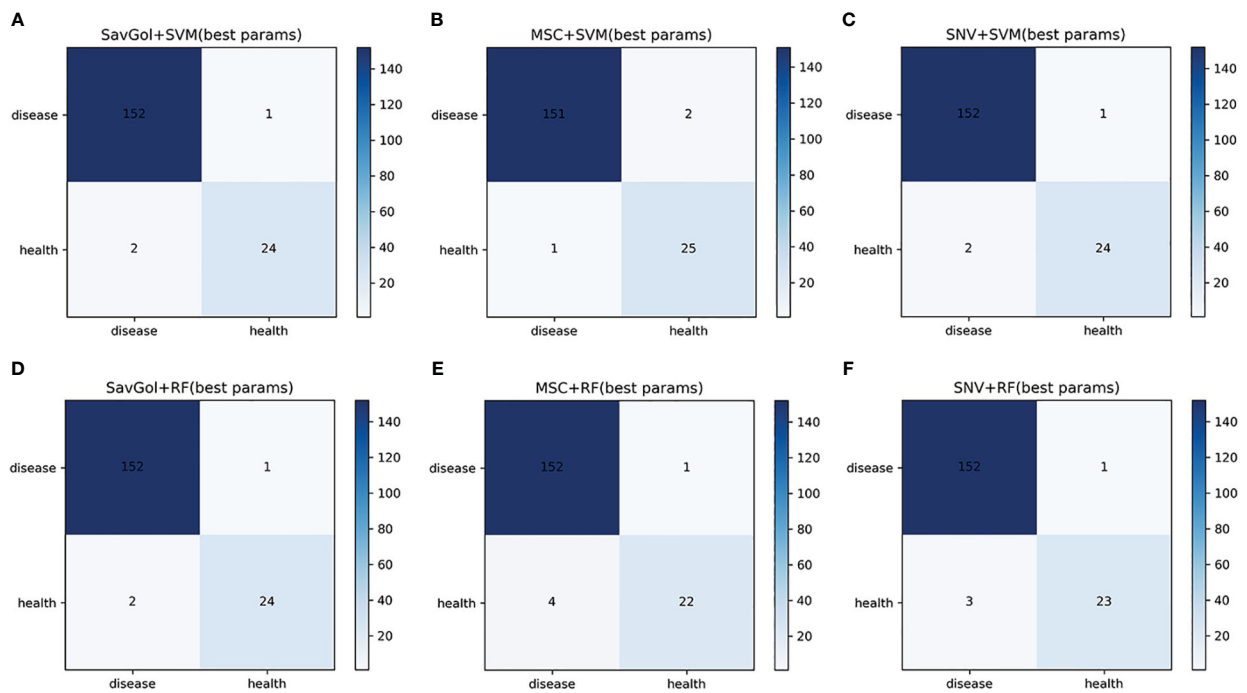 A
SavGol+SVM(best params)
disease
health
152
1
2
24
disease
health
140
120
100
80
60
40
20
B
MSC+SVM(best params)
disease
health
151
2
1
25
disease
health
140
120
100
80
60
40
20
C
SNV+SVM(best params)
disease
health
152
1
2
24
disease
health
140
120
100
80
60
40
20
D
SavGol+RF(best params)
disease
health
152
1
2
24
disease
health
140
120
100
80
60
40
20
E
MSC+RF(best params)
disease
health
152
1
4
22
disease
health
140
120
100
80
60
40
20
F
SNV+RF(best params)
disease
health
152
1
3
23
disease
health
140
120
100
80
60
40
20